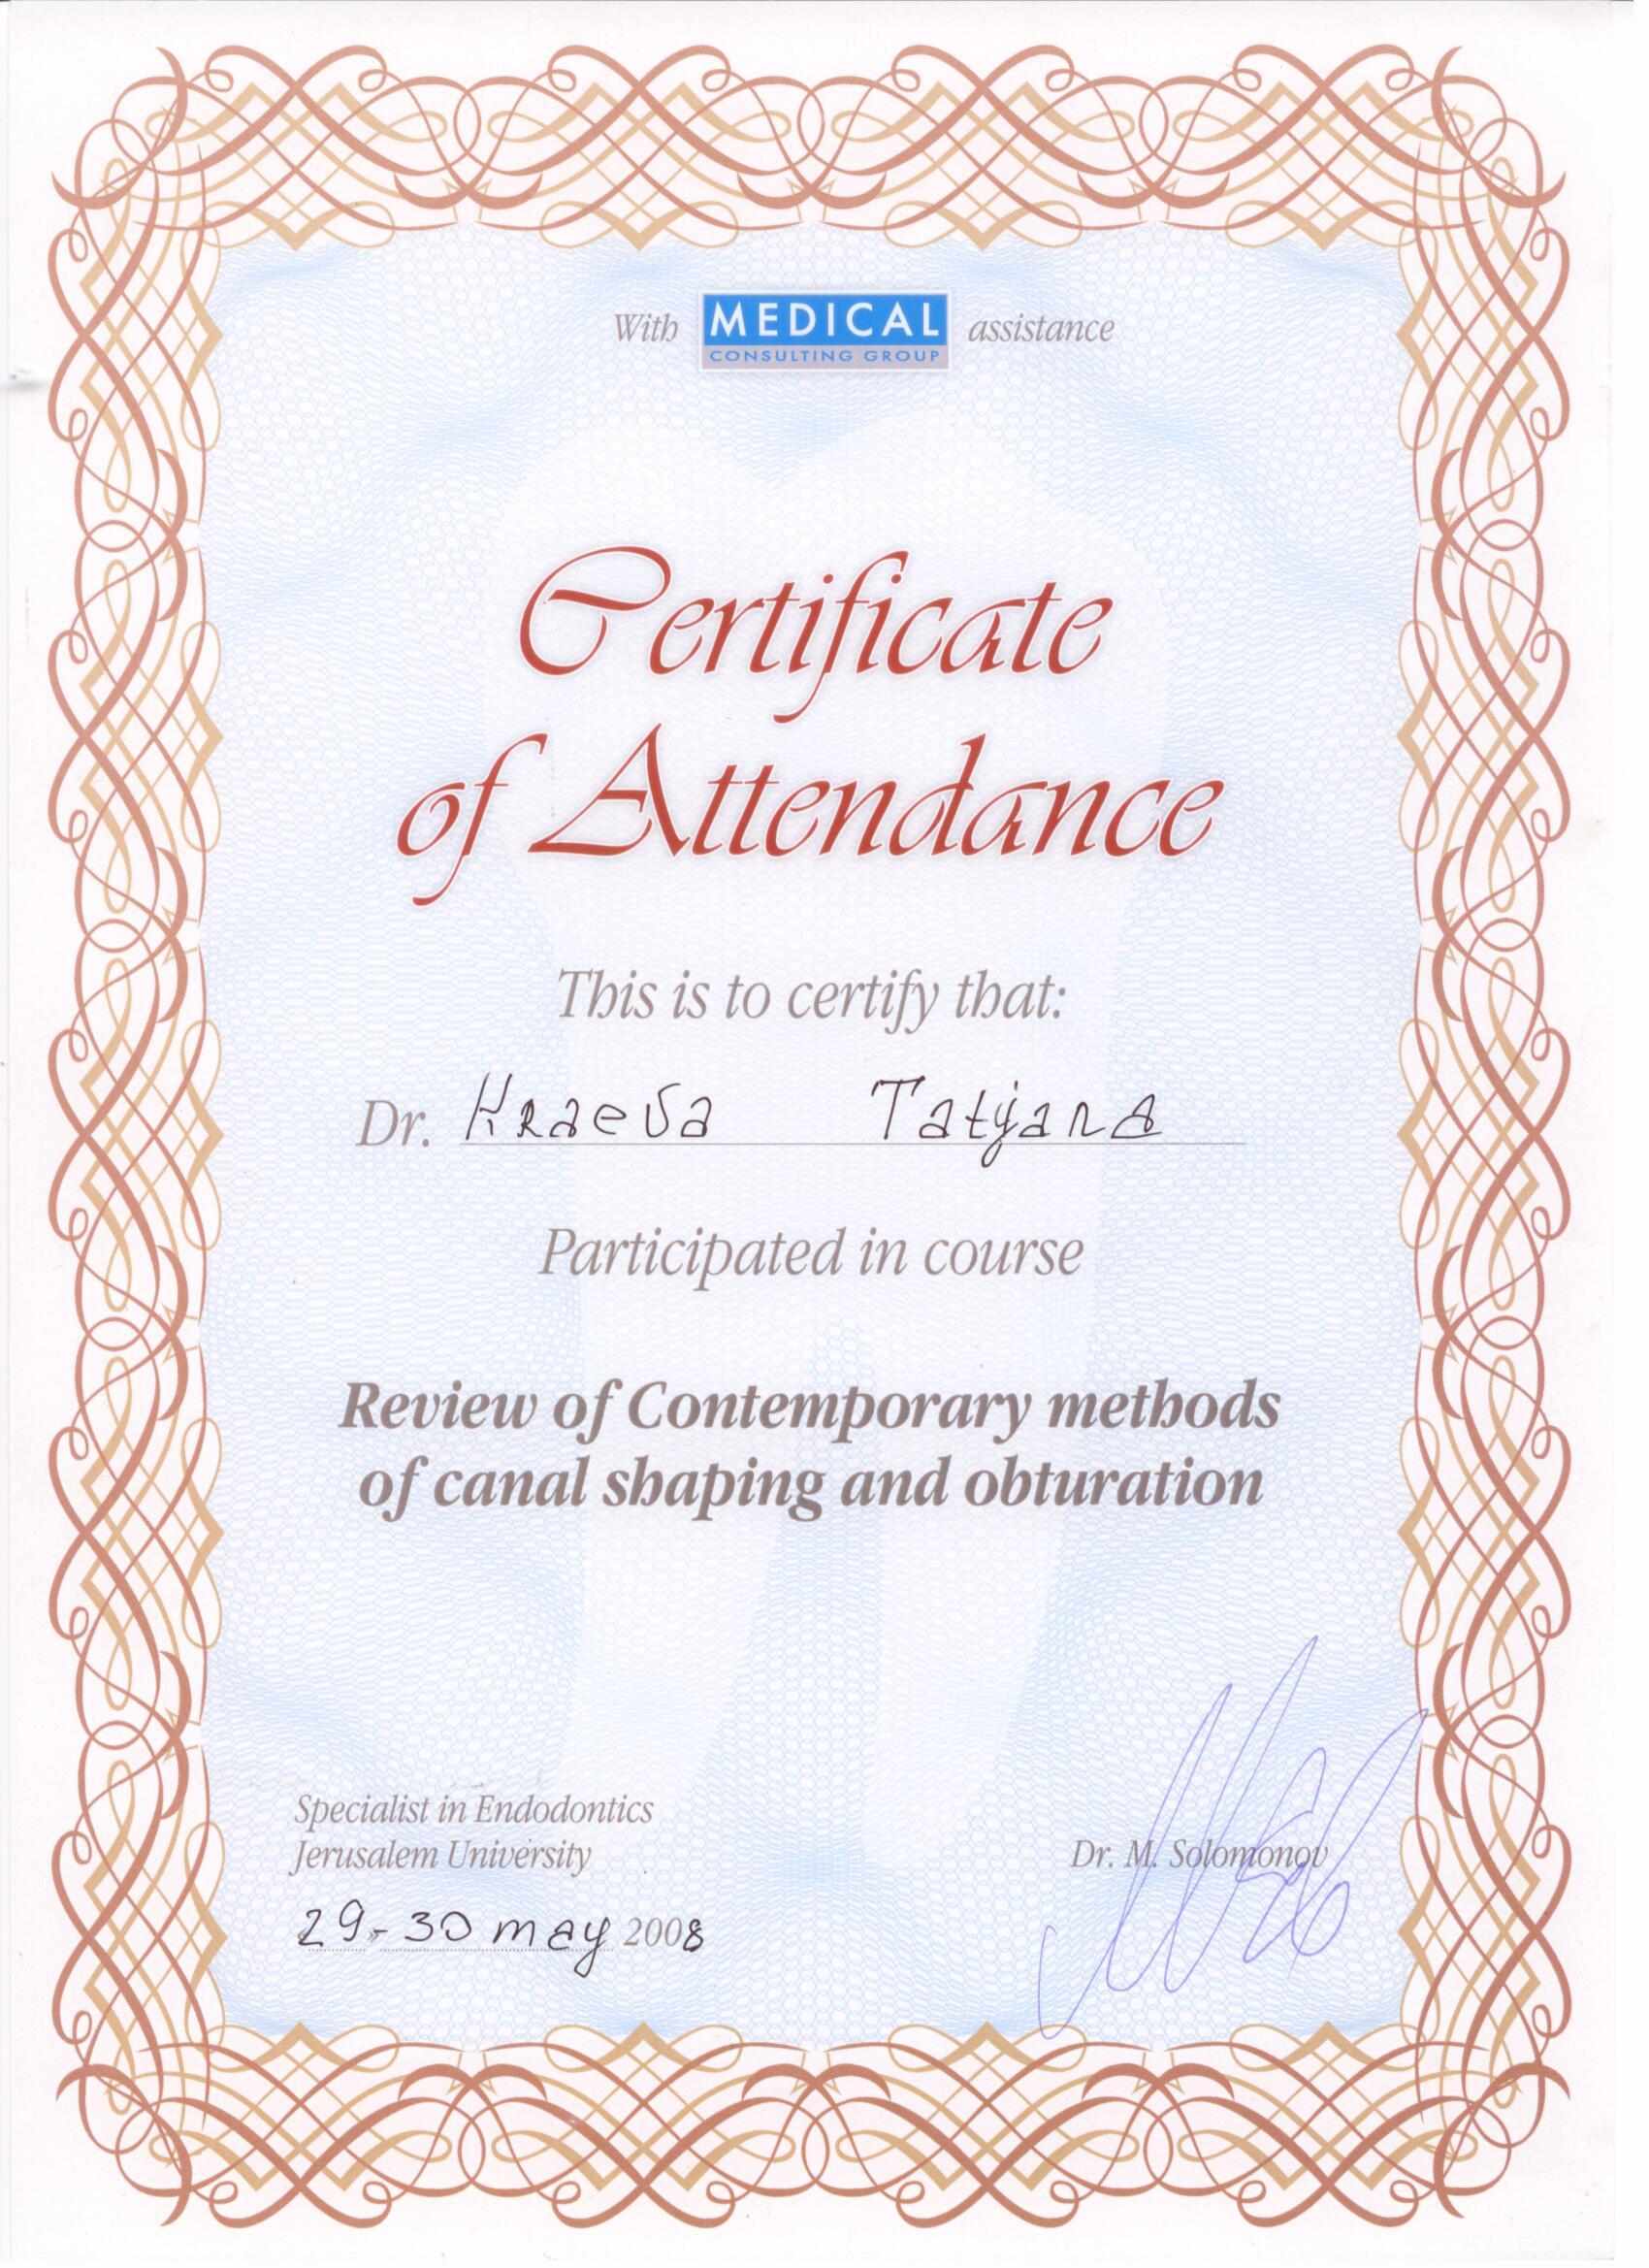 With MEDICAL CONSULTING GROUP assistance
Certificate
of Attendance
This is to certify that:
Dr. Kraeva Tatyana
Participated in course
Review of Contemporary methods
of canal shaping and obturation
Specialist in Endodontics
Jerusalem University
Dr. M. Solomonov
29-30 may 2008